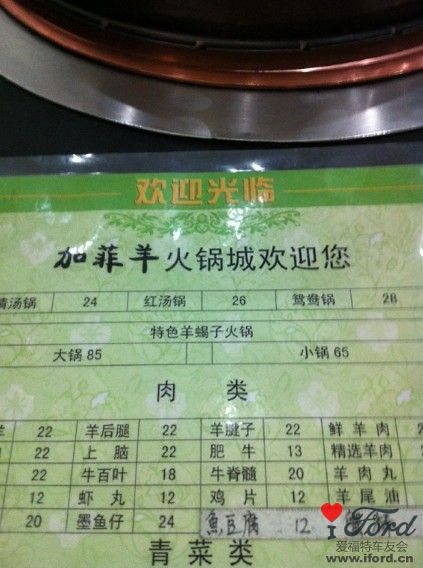 欢迎光临
加菲羊火锅城欢迎您
清汤锅 24 红汤锅 26 鸳鸯锅 28
特色羊蝎子火锅
大锅 85 小锅 65
肉 类
羊 22 羊后腿 22 羊腱子 22 鲜羊肉
22 上脑 22 肥牛 13 精选羊肉
22 牛百叶 18 牛脊髓 20 羊肉丸
12 虾丸 12 鸡片 12 羊尾油
20 墨鱼仔 24 魚豆腐 12
青菜类
I Ford
爱福特车友会
www.iford.cn